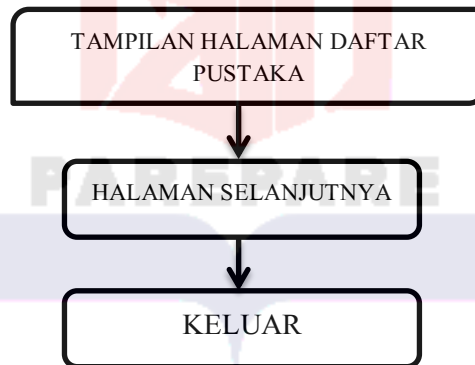 TAMPILAN HALAMAN DAFTAR
PUSTAKA
PAREPARE
HALAMAN SELANJUTNYA
KELUAR